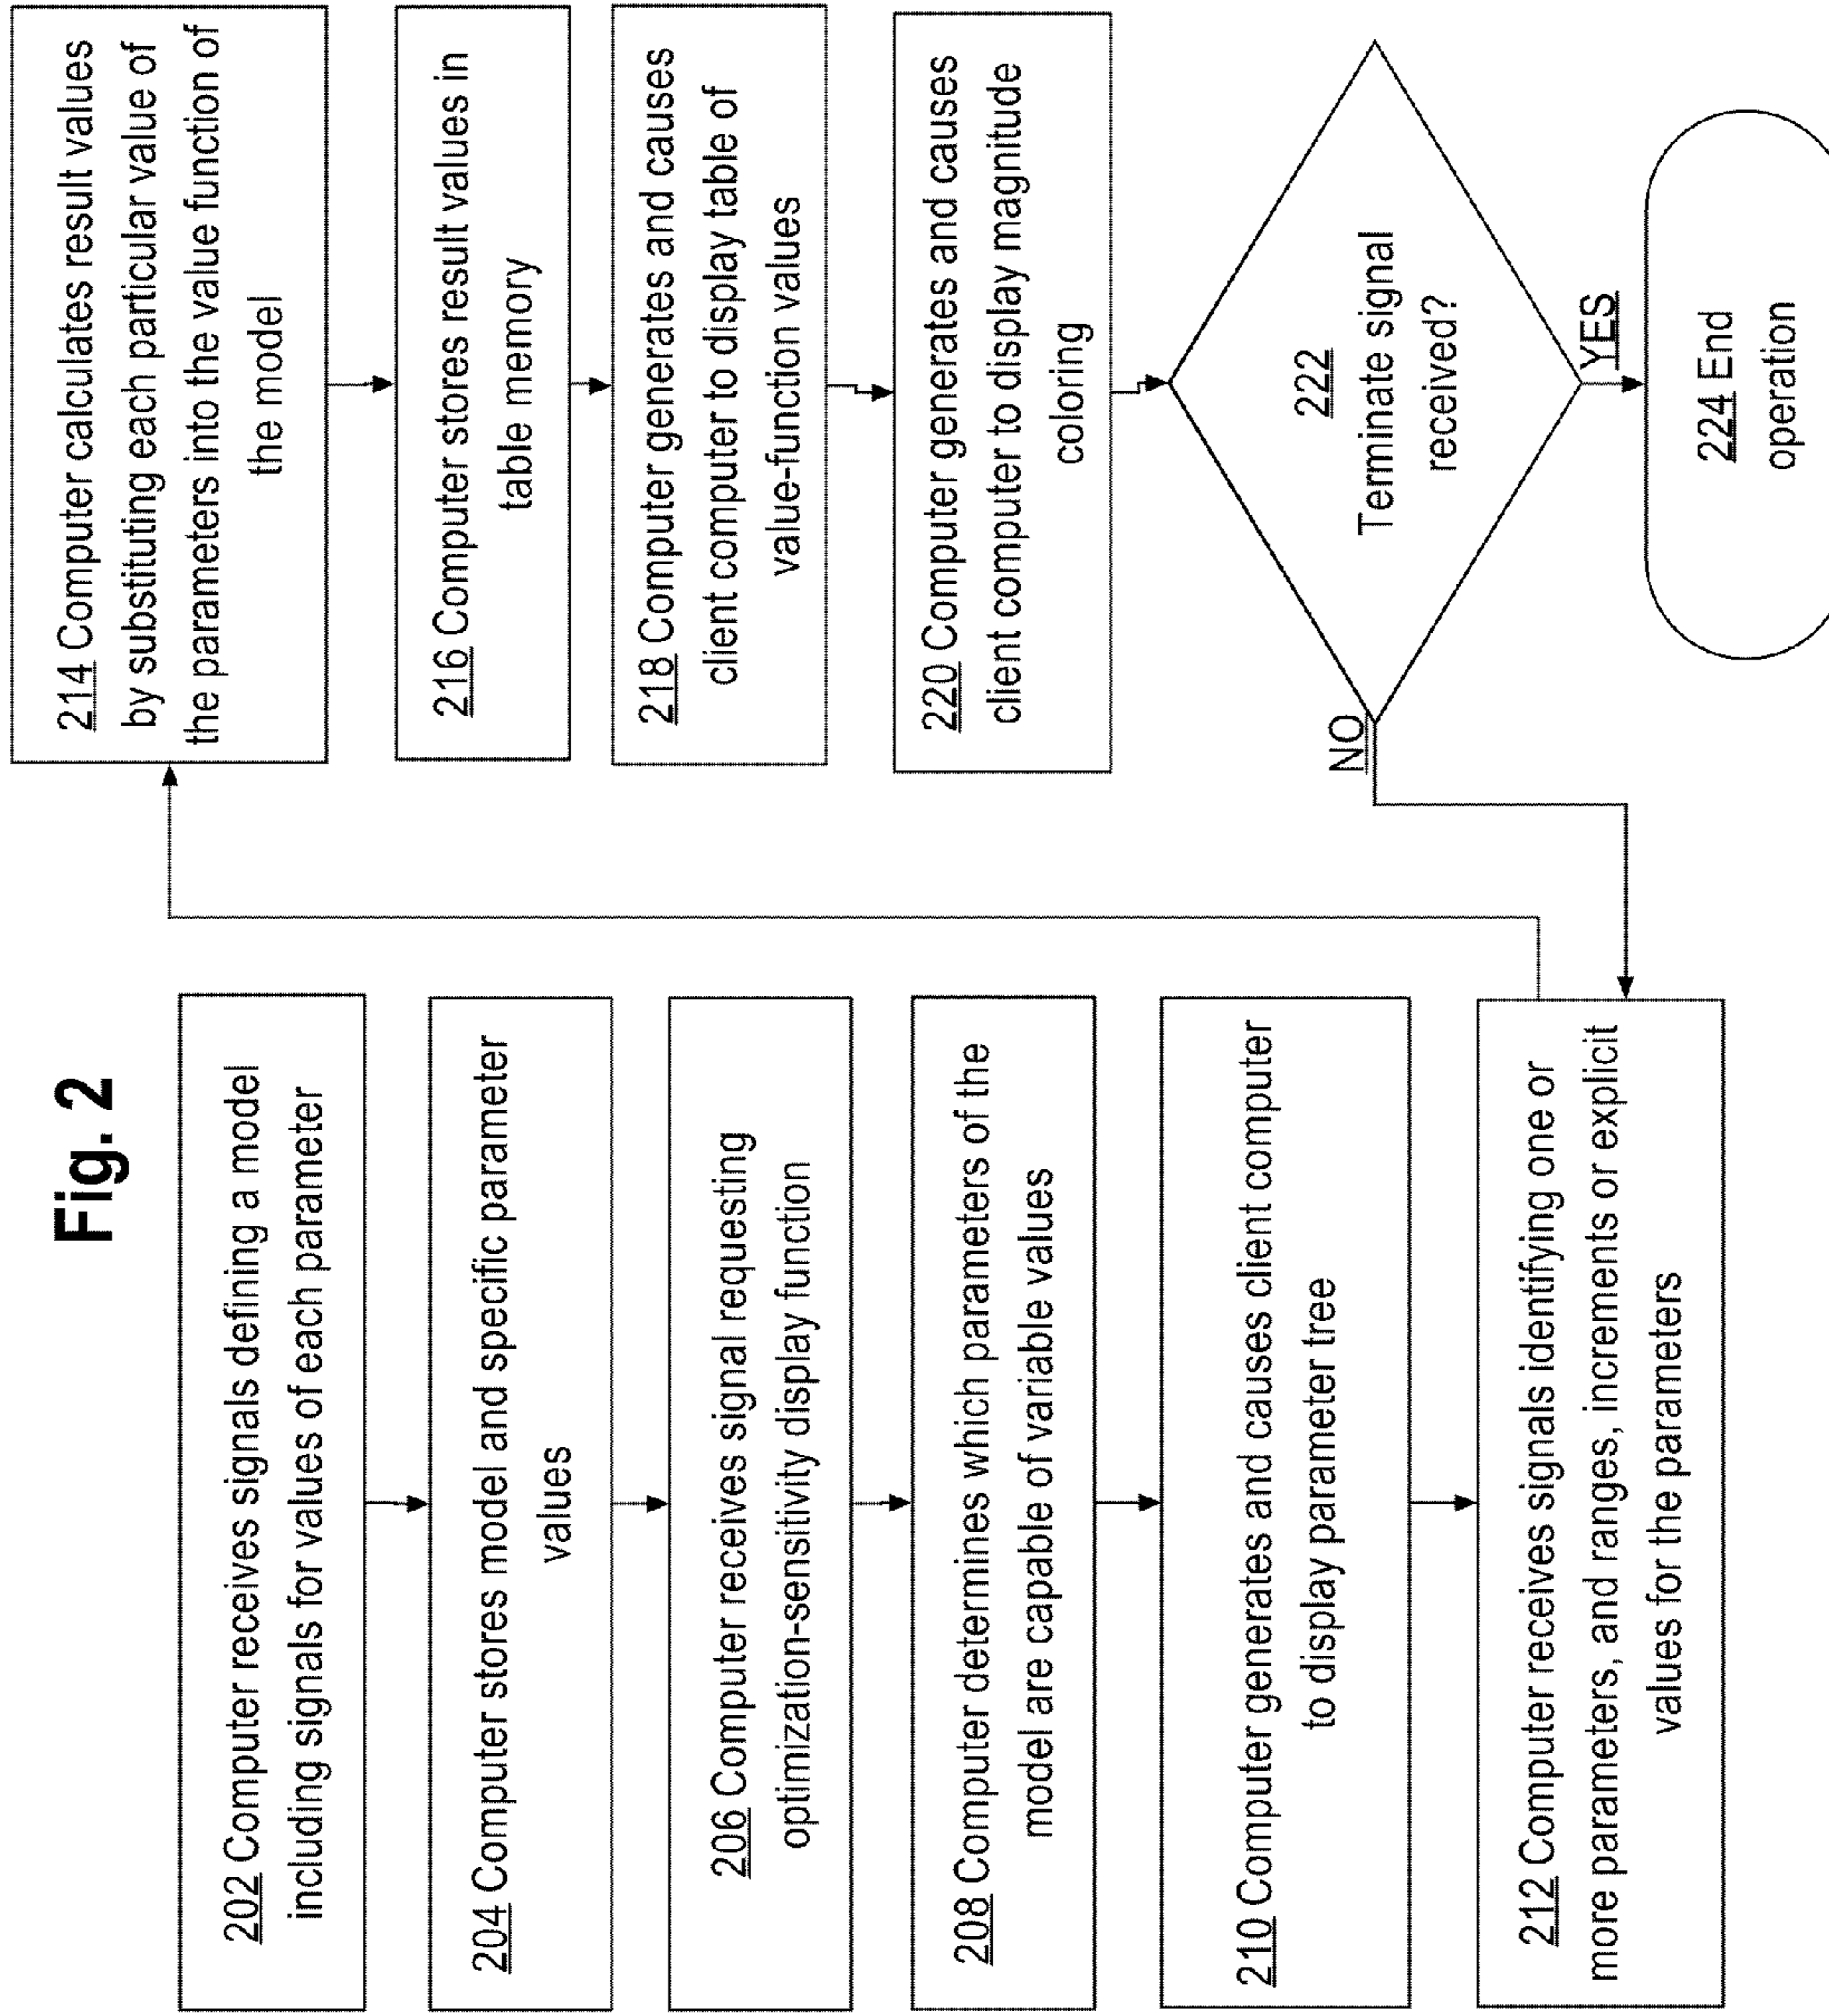 Fig. 2
202 Computer receives signals defining a model
including signals for values of each parameter
204 Computer stores model and specific parameter
values
206 Computer receives signal requesting
optimization-sensitivity display function
208 Computer determines which parameters of the
model are capable of variable values
210 Computer generates and causes client computer
to display parameter tree
212 Computer receives signals identifying one or
more parameters, and ranges, increments or explicit
values for the parameters
214 Computer calculates result values
by substituting each particular value of
the parameters into the value function of
the model
216 Computer stores result values in
table memory
218 Computer generates and causes
client computer to display table of
value-function values
220 Computer generates and causes
client computer to display magnitude
coloring
222
Terminate signal
received?
NO
YES
224 End
operation